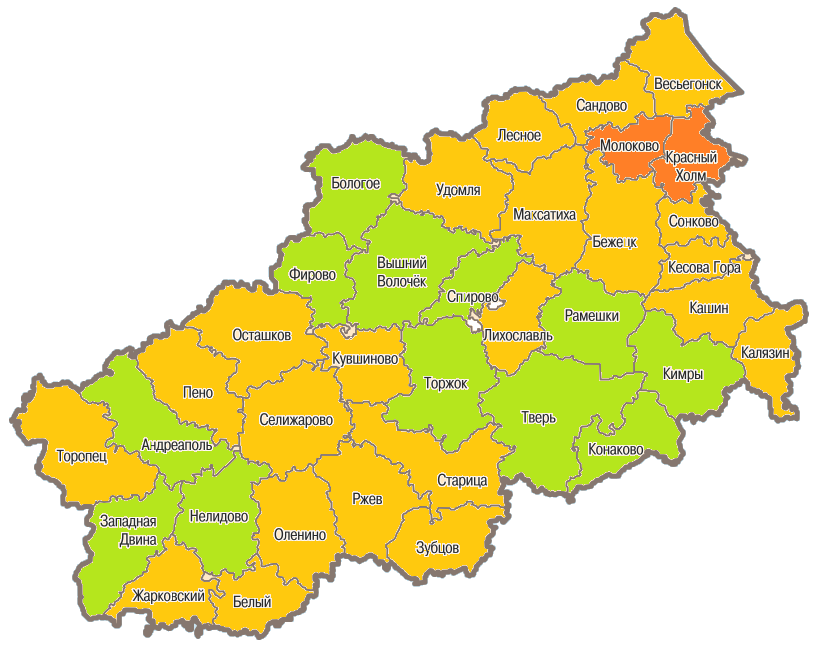 Весьегонск
Сандово
Лесное
Молоково
Красный
Холм
Бологое
Удомля
Максатиха
Сонково
Бежецк
Вышний
Волочёк
Фирово
Кесова Гора
Спирово
Кашин
Рамешки
Осташков
Лихославль
Кувшиново
Калязин
Кимры
Торжок
Пено
Селижарово
Тверь
Андреаполь
Конаково
Торопец
Старица
Ржев
Западная
Двина
Нелидово
Оленино
Зубцов
Жарковский
Белый